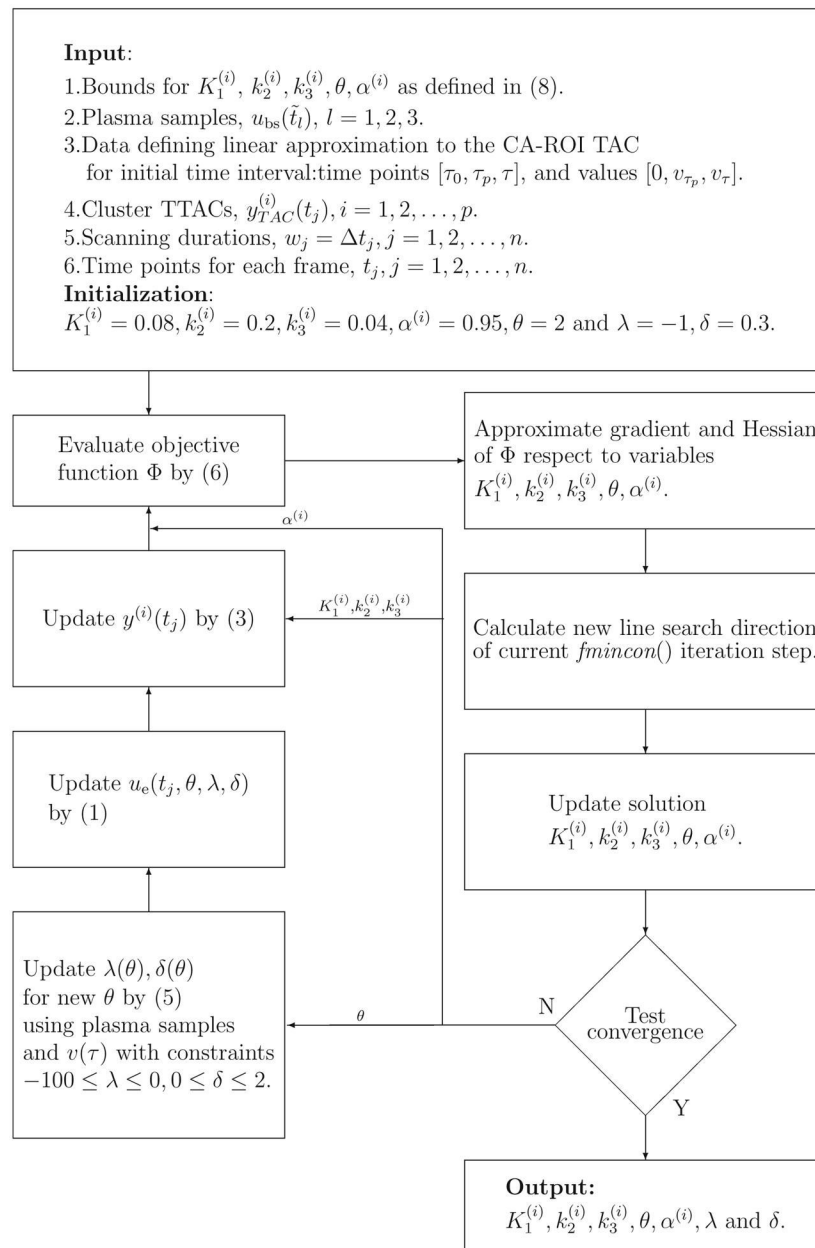 Input:
1.Bounds for K_1^{(i)}, k_2^{(i)}, k_3^{(i)}, θ, α^{(i)} as defined in (8).
2.Plasma samples, u_{bs}(\tilde{t}_l), l = 1, 2, 3.
3.Data defining linear approximation to the CA-ROI TAC
for initial time interval:time points [τ_0, τ_p, τ], and values [0, v_{τ_p}, v_τ].
4.Cluster TTACs, y_{TAC}^{(i)}(t_j), i = 1, 2, . . . , p.
5.Scanning durations, w_j = Δt_j, j = 1, 2, . . . , n.
6.Time points for each frame, t_j, j = 1, 2, . . . , n.
Initialization:
K_1^{(i)} = 0.08, k_2^{(i)} = 0.2, k_3^{(i)} = 0.04, α^{(i)} = 0.95, θ = 2 and λ = −1, δ = 0.3.
Evaluate objective
function Φ by (6)
Approximate gradient and Hessian
of Φ respect to variables
K_1^{(i)}, k_2^{(i)}, k_3^{(i)}, θ, α^{(i)}.
α^{(i)}
Update y^{(i)}(t_j) by (3)
K_1^{(i)}, k_2^{(i)}, k_3^{(i)}
Calculate new line search direction
of current fmincon() iteration step.
Update u_e(t_j, θ, λ, δ)
by (1)
Update solution
K_1^{(i)}, k_2^{(i)}, k_3^{(i)}, θ, α^{(i)}.
Update λ(θ), δ(θ)
for new θ by (5)
using plasma samples
and v(τ) with constraints
−100 ≤ λ ≤ 0, 0 ≤ δ ≤ 2.
θ
N
Test
convergence
Y
Output:
K_1^{(i)}, k_2^{(i)}, k_3^{(i)}, θ, α^{(i)}, λ and δ.